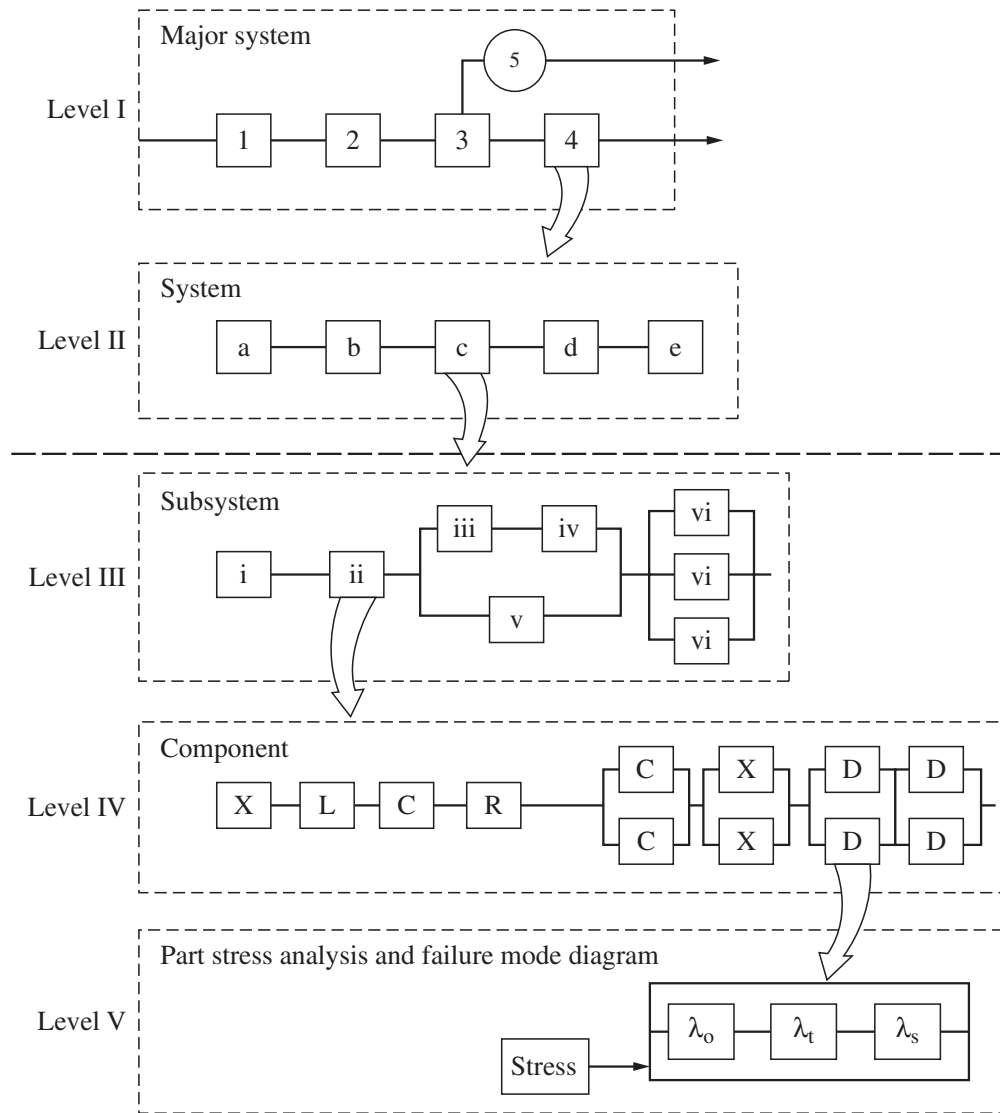 Major system
5
Level I
1 2 3 4
System
Level II
a b c d e
Subsystem
iii iv vi
Level III
i ii vi
v
vi
Component
C X D D
Level IV
X L C R
C X D D
Part stress analysis and failure mode diagram
Level V
λo λt λs
Stress